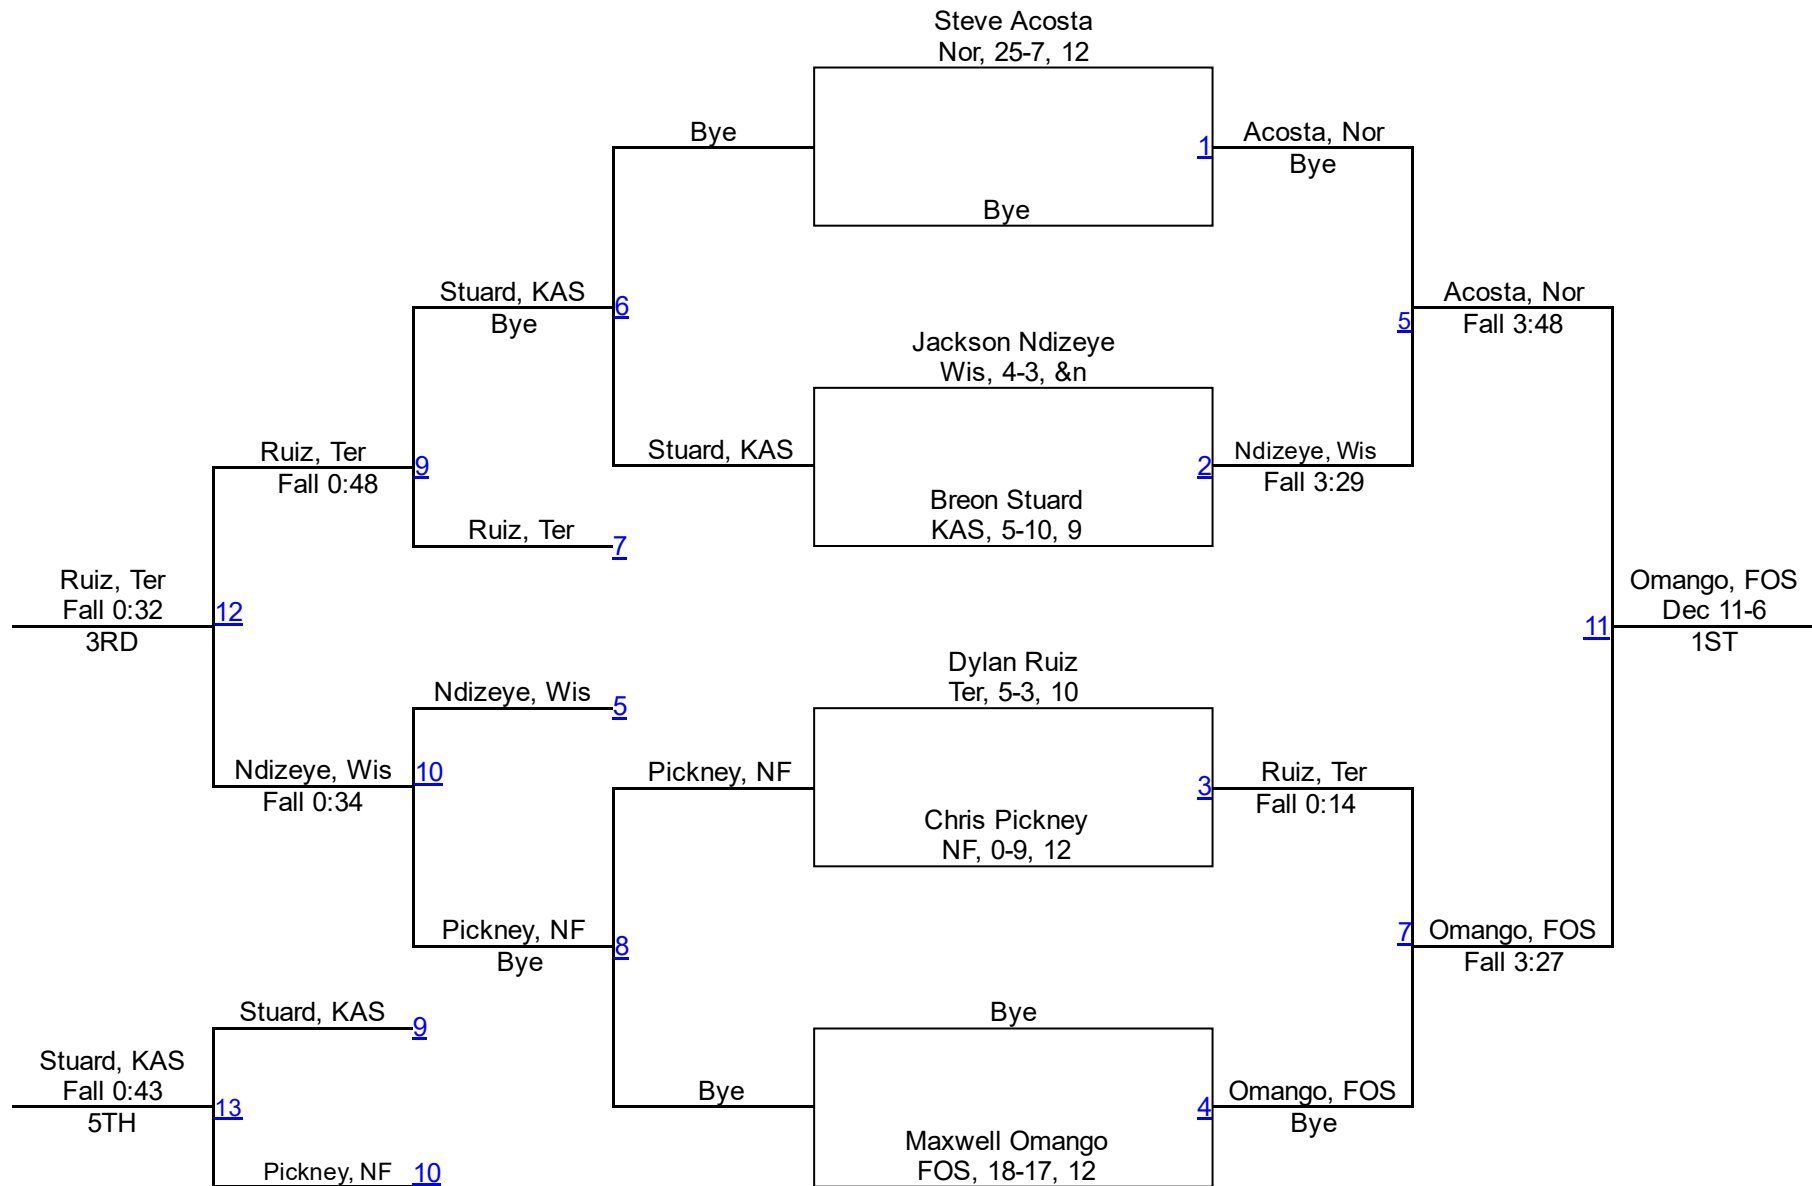 Steve Acosta
Nor, 25-7, 12
Bye
1
Acosta, Nor
Bye
Bye
Stuard, KAS
Bye
6
Acosta, Nor
Fall 3:48
5
Jackson Ndizeye
Wis, 4-3, &n
Ruiz, Ter
Fall 0:48
9
Stuard, KAS
2
Ndizeye, Wis
Fall 3:29
Breon Stuard
KAS, 5-10, 9
Ruiz, Ter
7
Ruiz, Ter
Fall 0:32
3RD
12
Omango, FOS
Dec 11-6
1ST
11
Dylan Ruiz
Ter, 5-3, 10
Ndizeye, Wis
5
Ndizeye, Wis
Fall 0:34
10
Pickney, NF
3
Ruiz, Ter
Fall 0:14
Chris Pickney
NF, 0-9, 12
Pickney, NF
Bye
8
7
Omango, FOS
Fall 3:27
Stuard, KAS
9
Bye
Stuard, KAS
Fall 0:43
5TH
13
Bye
4
Omango, FOS
Bye
Maxwell Omango
FOS, 18-17, 12
Pickney, NF
10